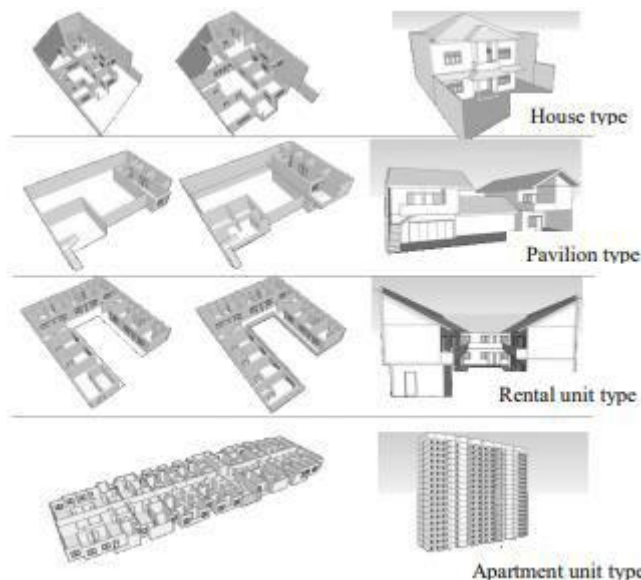 House type
Pavilion type
Rental unit type
Apartment unit type